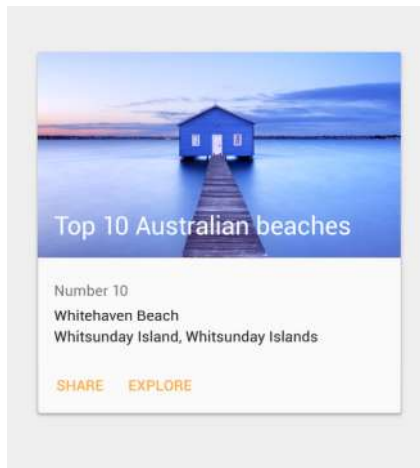 Top 10 Australian beaches
Number 10
Whitehaven Beach
Whitsunday Island, Whitsunday Islands
SHARE EXPLORE